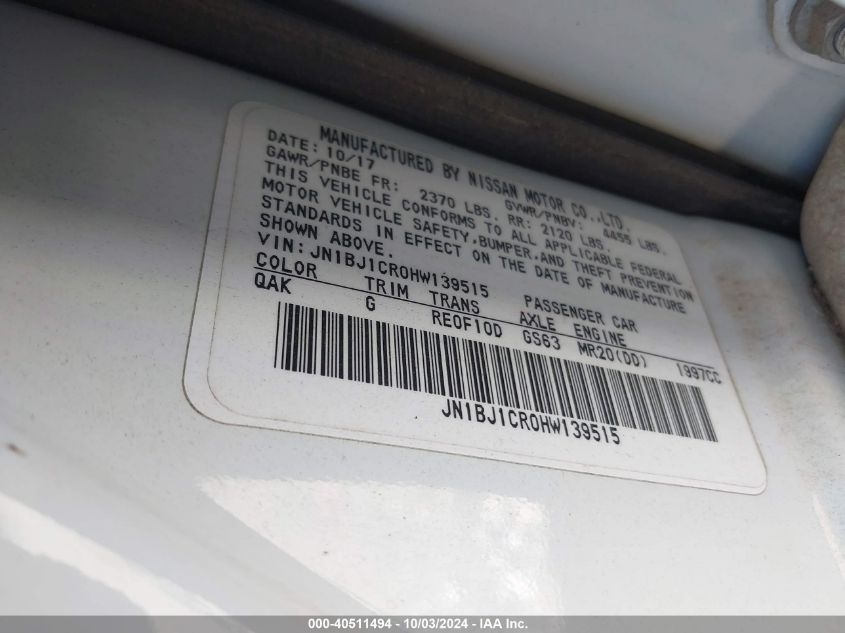 MANUFACTURED BY NISSAN MOTOR CO.,LTD.
DATE: 10/17 GVWR/PNBV: 4455 LBS.
GAWR/PNBE FR: 2370 LBS. RR: 2120 LBS.
THIS VEHICLE CONFORMS TO ALL APPLICABLE FEDERAL
MOTOR VEHICLE SAFETY,BUMPER,AND THEFT PREVENTION
STANDARDS IN EFFECT ON THE DATE OF MANUFACTURE
SHOWN ABOVE.
VIN: JN1BJ1CR0HW139515 PASSENGER CAR
COLOR TRIM TRANS AXLE ENGINE
QAK G RE0F10D GS63 MR20(DD) 1997CC
JN1BJ1CR0HW139515
000-40511494 - 10/03/2024 - IAA Inc.